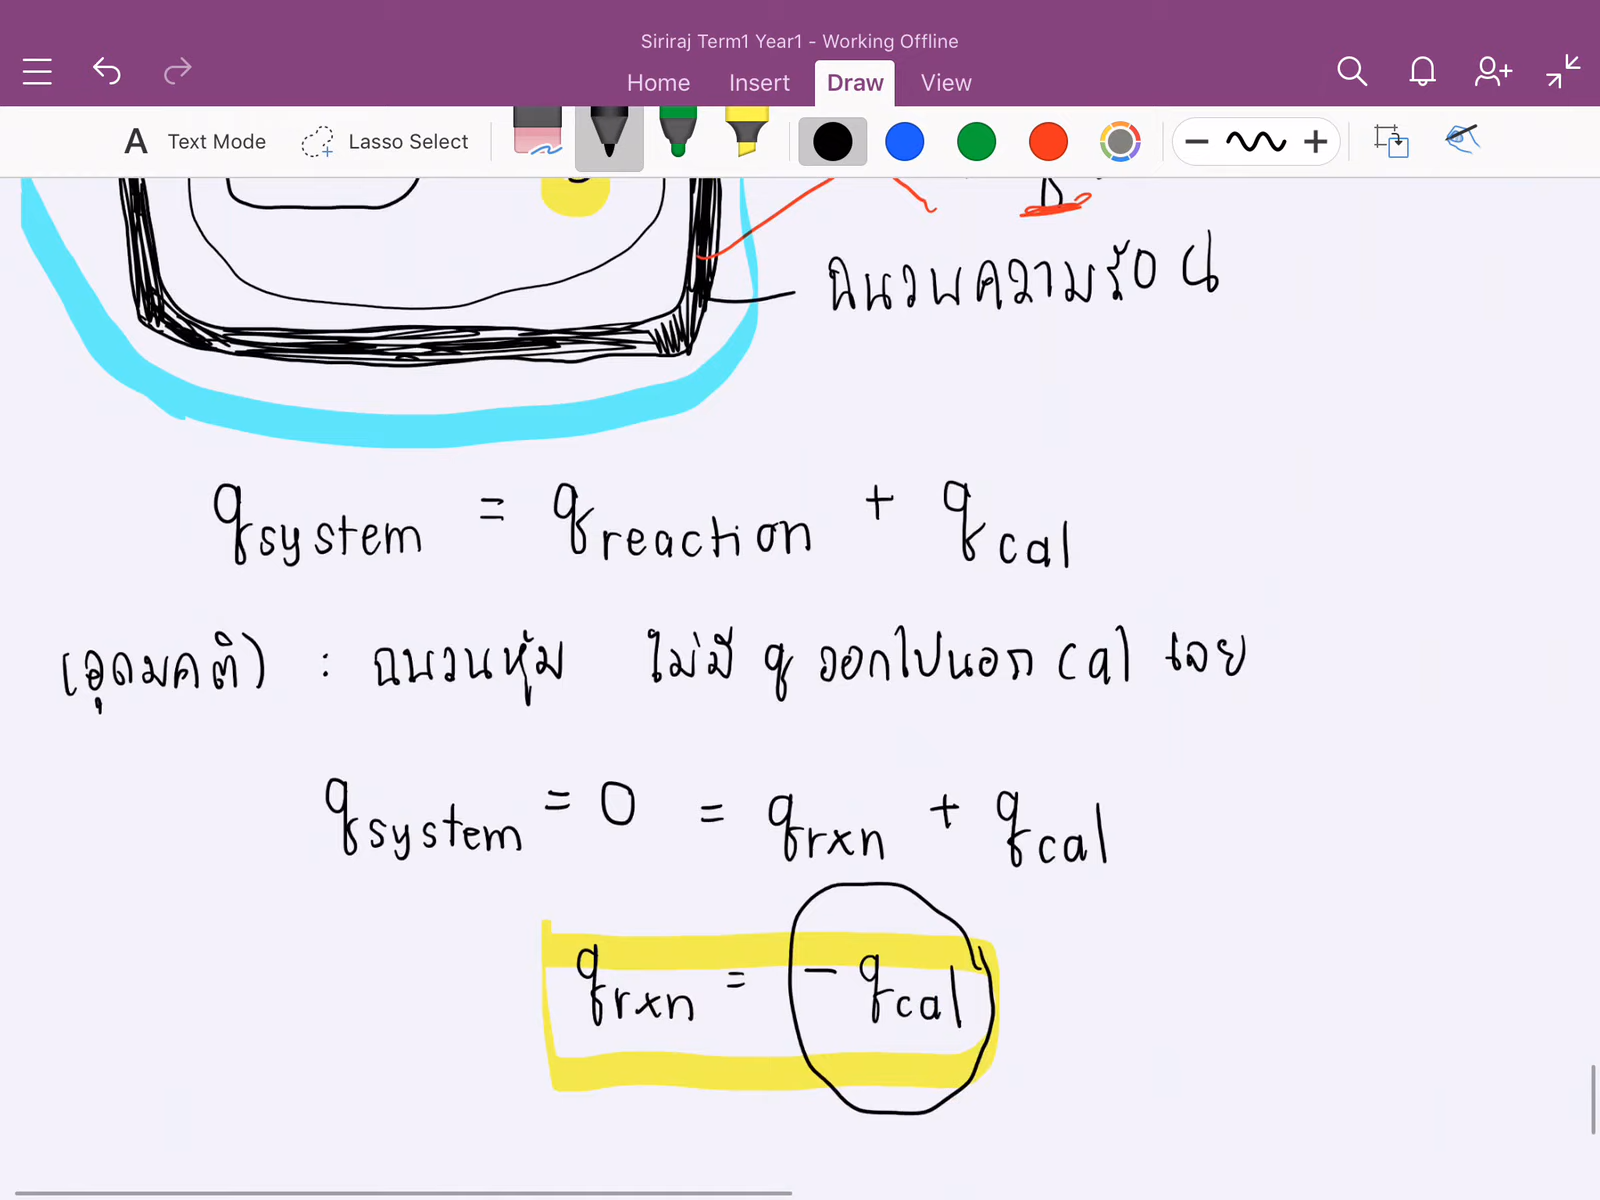 Siriraj Term1 Year1 - Working Offline
Home Insert Draw View
A Text Mode Lasso Select
ฉนวนความร้อน
q system = q reaction + q cal
(อุดมคติ) : ฉนวนหุ้ม ไม่มี q ออกไปนอก cal เลย
q system = 0 = q rxn + q cal
q rxn = - q cal